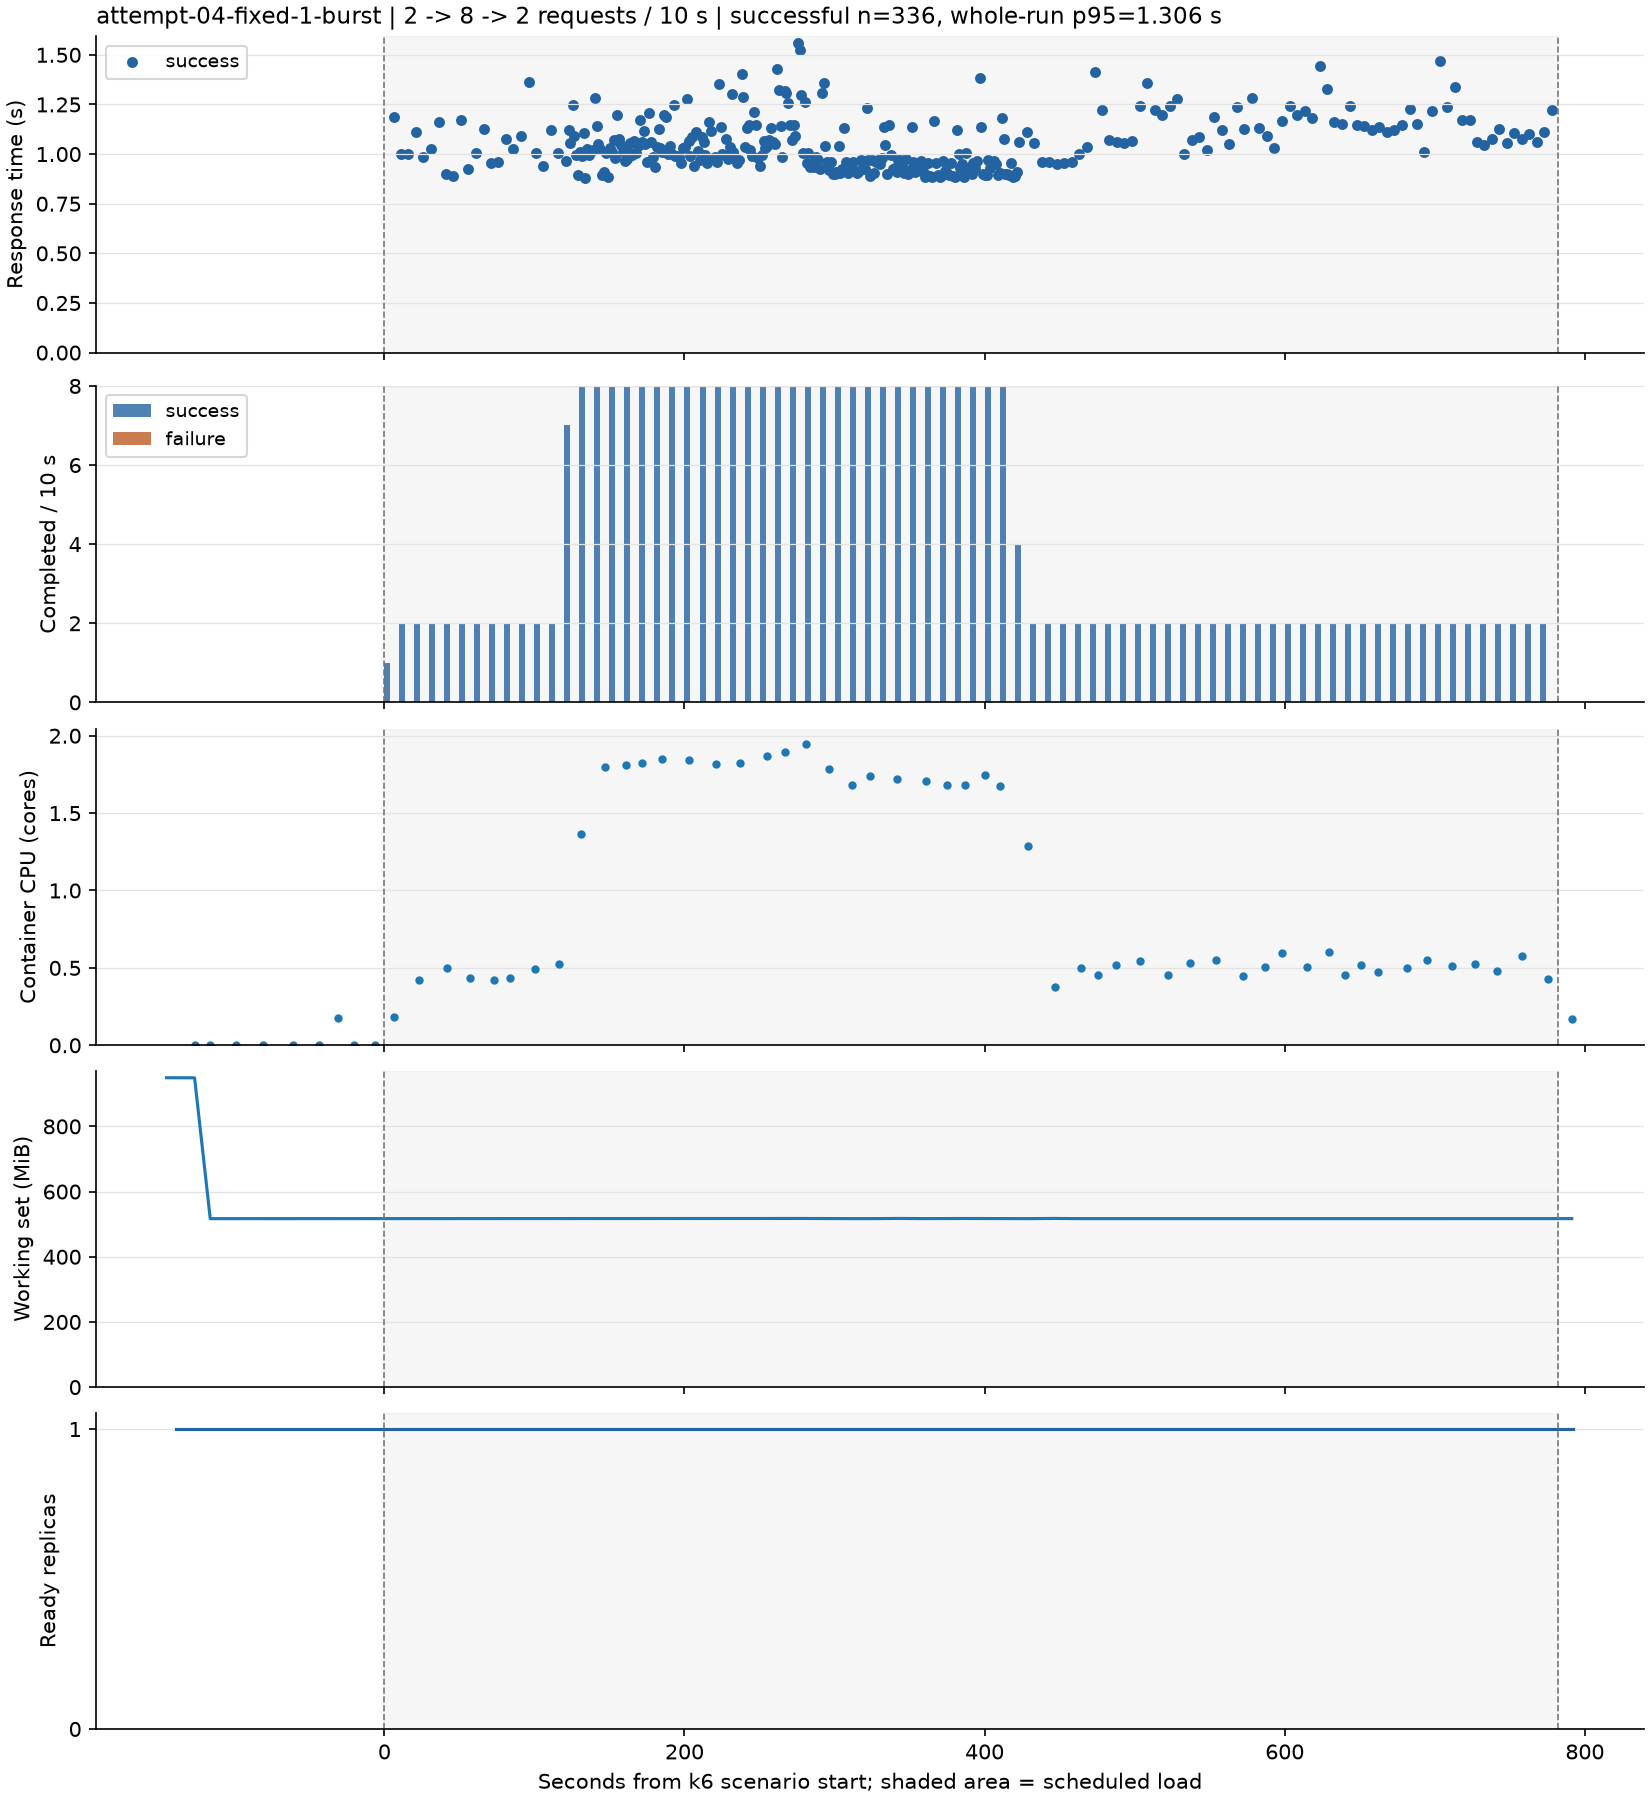 attempt-04-fixed-1-burst | 2 -> 8 -> 2 requests / 10 s | successful n=336, whole-run p95=1.306 s
success
1.50
1.25
1.00
0.75
0.50
0.25
0.00
Response time (s)
success
failure
8
6
4
2
0
Completed / 10 s
2.0
1.5
1.0
0.5
0.0
Container CPU (cores)
800
600
400
200
0
Working set (MiB)
1
0
Ready replicas
0 200 400 600 800
Seconds from k6 scenario start; shaded area = scheduled load